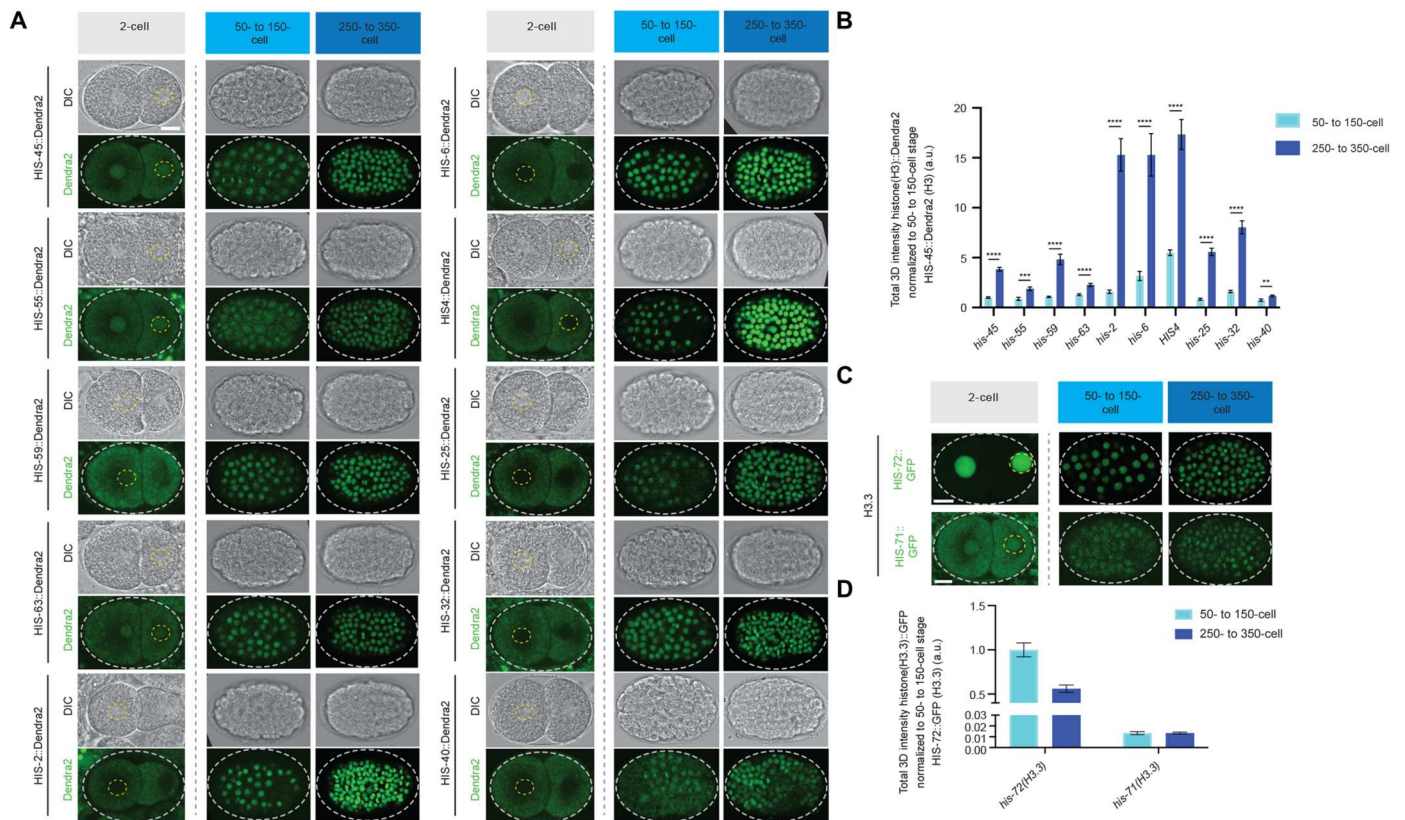 A
2-cell
50- to 150-
cell
250- to 350-
cell
HIS-45::Dendra2
DIC
Dendra2
HIS-55::Dendra2
DIC
Dendra2
HIS-59::Dendra2
DIC
Dendra2
HIS-63::Dendra2
DIC
Dendra2
HIS-2::Dendra2
DIC
Dendra2
2-cell
50- to 150-
cell
250- to 350-
cell
HIS-6::Dendra2
DIC
Dendra2
HIS4::Dendra2
DIC
Dendra2
HIS-25::Dendra2
DIC
Dendra2
HIS-32::Dendra2
DIC
Dendra2
HIS-40::Dendra2
DIC
Dendra2
B
Total 3D intensity histone(H3)::Dendra2
normalized to 50- to 150-cell stage
HIS-45::Dendra2 (H3) (a.u.)
20
15
10
5
0
****
***
****
****
****
****
****
****
****
**
his-45
his-55
his-59
his-63
his-2
his-6
HIS4
his-25
his-32
his-40
50- to 150-cell
250- to 350-cell
C
2-cell
50- to 150-
cell
250- to 350-
cell
H3.3
HIS-72::
GFP
HIS-71::
GFP
D
Total 3D intensity histone(H3.3)::GFP
normalized to 50- to 150-cell stage
HIS-72::GFP (H3.3) (a.u.)
1.5
1.0
0.5
0.03
0.02
0.01
0.00
his-72(H3.3)
his-71(H3.3)
50- to 150-cell
250- to 350-cell